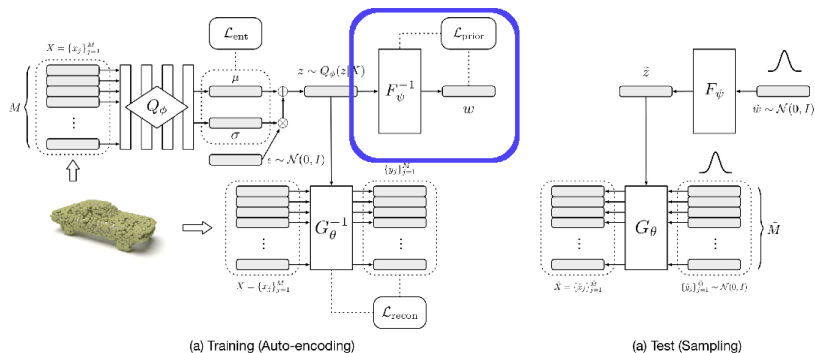 X = {x_j}_{j=1}^M
M
Q_ϕ
ℒ_ent
μ
σ
ε ∼ 𝒩(0, I)
z ∼ Q_ϕ(z|X)
F_ψ^{-1}
ℒ_prior
w
{y_j}_{j=1}^M
G_θ^{-1}
X = {x_j}_{j=1}^M
ℒ_recon
(a) Training (Auto-encoding)
z̃
F_ψ
w̃ ∼ 𝒩(0, I)
G_θ
M̃
X̃ = {x̃_j}_{j=1}^M̃
{ỹ_j}_{j=1}^M̃ ∼ 𝒩(0, I)
(a) Test (Sampling)